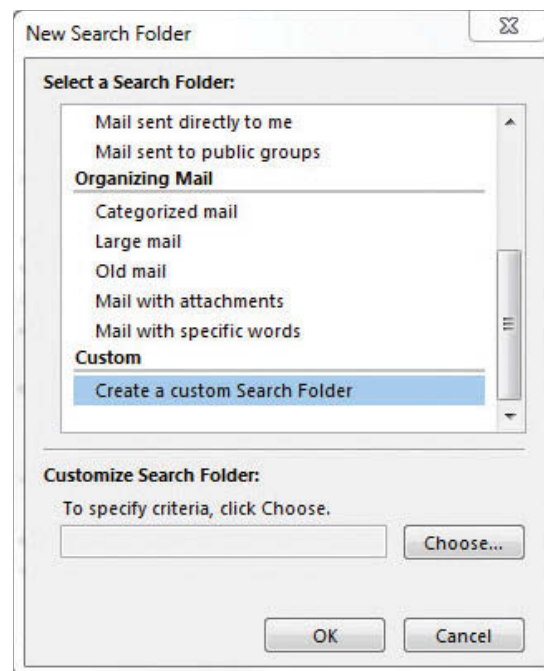 New Search Folder
Select a Search Folder:
Mail sent directly to me
Mail sent to public groups
Organizing Mail
Categorized mail
Large mail
Old mail
Mail with attachments
Mail with specific words
Custom
Create a custom Search Folder
Customize Search Folder:
To specify criteria, click Choose.
Choose...
OK
Cancel